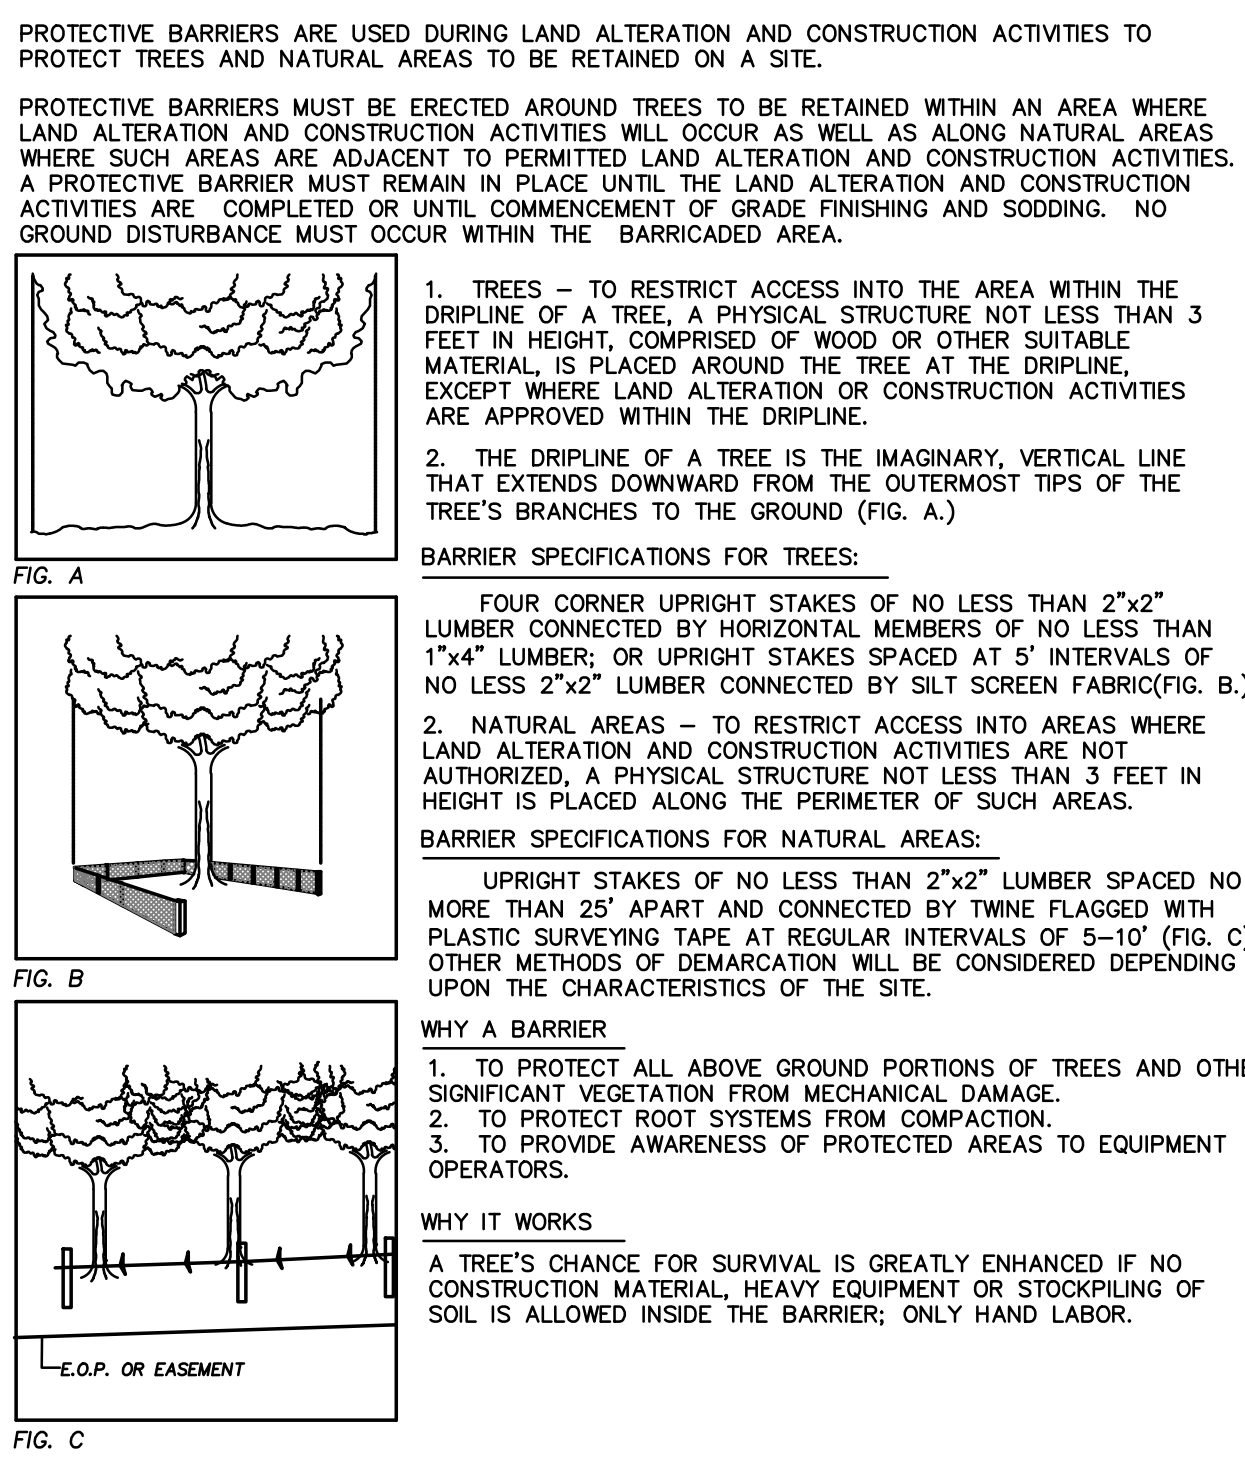 PROTECTIVE BARRIERS ARE USED DURING LAND ALTERATION AND CONSTRUCTION ACTIVITIES TO
PROTECT TREES AND NATURAL AREAS TO BE RETAINED ON A SITE.
PROTECTIVE BARRIERS MUST BE ERECTED AROUND TREES TO BE RETAINED WITHIN AN AREA WHERE
LAND ALTERATION AND CONSTRUCTION ACTIVITIES WILL OCCUR AS WELL AS ALONG NATURAL AREAS
WHERE SUCH AREAS ARE ADJACENT TO PERMITTED LAND ALTERATION AND CONSTRUCTION ACTIVITIES.
A PROTECTIVE BARRIER MUST REMAIN IN PLACE UNTIL THE LAND ALTERATION AND CONSTRUCTION
ACTIVITIES ARE COMPLETED OR UNTIL COMMENCEMENT OF GRADE FINISHING AND SODDING. NO
GROUND DISTURBANCE MUST OCCUR WITHIN THE BARRICADED AREA.
FIG. A
FIG. B
E.O.P. OR EASEMENT
FIG. C
1. TREES – TO RESTRICT ACCESS INTO THE AREA WITHIN THE
DRIPLINE OF A TREE, A PHYSICAL STRUCTURE NOT LESS THAN 3
FEET IN HEIGHT, COMPRISED OF WOOD OR OTHER SUITABLE
MATERIAL, IS PLACED AROUND THE TREE AT THE DRIPLINE,
EXCEPT WHERE LAND ALTERATION OR CONSTRUCTION ACTIVITIES
ARE APPROVED WITHIN THE DRIPLINE.
2. THE DRIPLINE OF A TREE IS THE IMAGINARY, VERTICAL LINE
THAT EXTENDS DOWNWARD FROM THE OUTERMOST TIPS OF THE
TREE'S BRANCHES TO THE GROUND (FIG. A.)
BARRIER SPECIFICATIONS FOR TREES:
FOUR CORNER UPRIGHT STAKES OF NO LESS THAN 2"x2"
LUMBER CONNECTED BY HORIZONTAL MEMBERS OF NO LESS THAN
1"x4" LUMBER; OR UPRIGHT STAKES SPACED AT 5' INTERVALS OF
NO LESS 2"x2" LUMBER CONNECTED BY SILT SCREEN FABRIC(FIG. B.)
2. NATURAL AREAS – TO RESTRICT ACCESS INTO AREAS WHERE
LAND ALTERATION AND CONSTRUCTION ACTIVITIES ARE NOT
AUTHORIZED, A PHYSICAL STRUCTURE NOT LESS THAN 3 FEET IN
HEIGHT IS PLACED ALONG THE PERIMETER OF SUCH AREAS.
BARRIER SPECIFICATIONS FOR NATURAL AREAS:
UPRIGHT STAKES OF NO LESS THAN 2"x2" LUMBER SPACED NO
MORE THAN 25' APART AND CONNECTED BY TWINE FLAGGED WITH
PLASTIC SURVEYING TAPE AT REGULAR INTERVALS OF 5–10' (FIG. C)
OTHER METHODS OF DEMARCATION WILL BE CONSIDERED DEPENDING
UPON THE CHARACTERISTICS OF THE SITE.
WHY A BARRIER
1. TO PROTECT ALL ABOVE GROUND PORTIONS OF TREES AND OTHE
SIGNIFICANT VEGETATION FROM MECHANICAL DAMAGE.
2. TO PROTECT ROOT SYSTEMS FROM COMPACTION.
3. TO PROVIDE AWARENESS OF PROTECTED AREAS TO EQUIPMENT
OPERATORS.
WHY IT WORKS
A TREE'S CHANCE FOR SURVIVAL IS GREATLY ENHANCED IF NO
CONSTRUCTION MATERIAL, HEAVY EQUIPMENT OR STOCKPILING OF
SOIL IS ALLOWED INSIDE THE BARRIER; ONLY HAND LABOR.